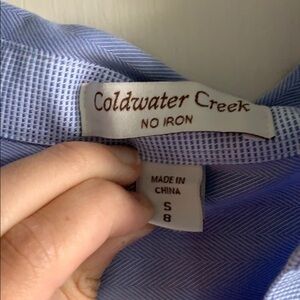 Coldwater Creek
NO IRON
MADE IN
CHINA
S
8